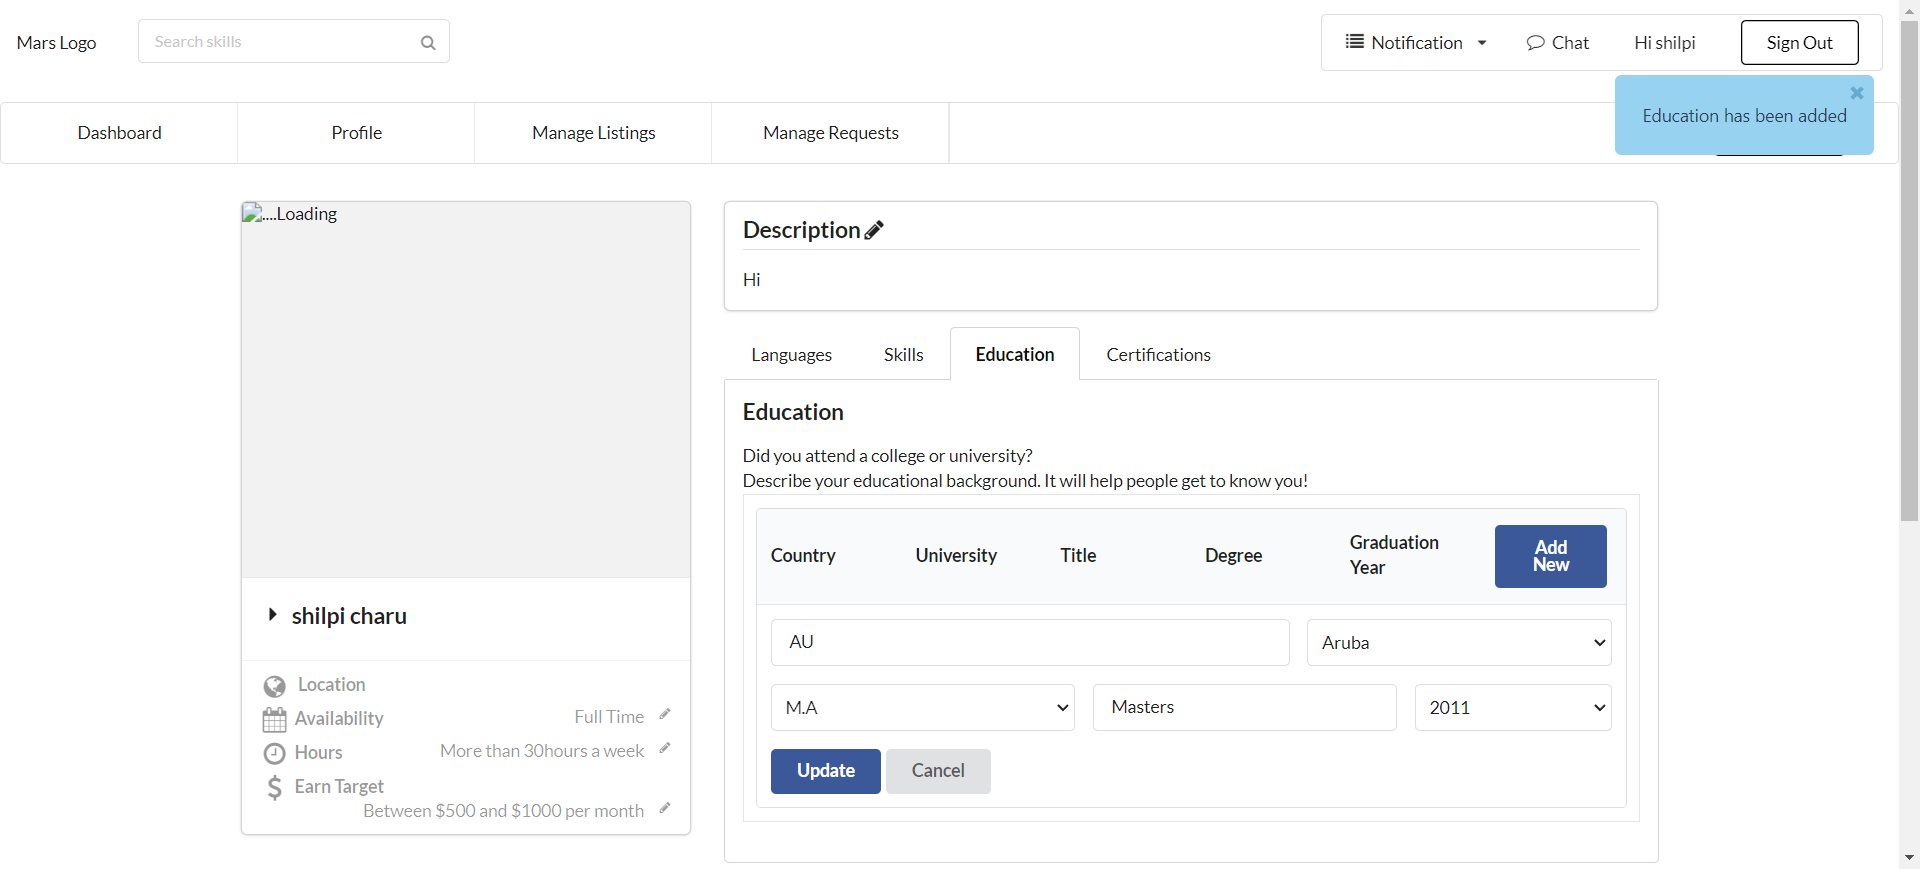 Mars Logo
Search skills
Notification
Chat
Hi shilpi
Sign Out
Education has been added
Dashboard
Profile
Manage Listings
Manage Requests
....Loading
Description
Hi
Languages
Skills
Education
Certifications
Education
Did you attend a college or university?
Describe your educational background. It will help people get to know you!
Country
University
Title
Degree
Graduation
Year
Add
New
AU
Aruba
M.A
Masters
2011
Update
Cancel
shilpi charu
Location
Availability
Full Time
Hours
More than 30hours a week
Earn Target
Between $500 and $1000 per month